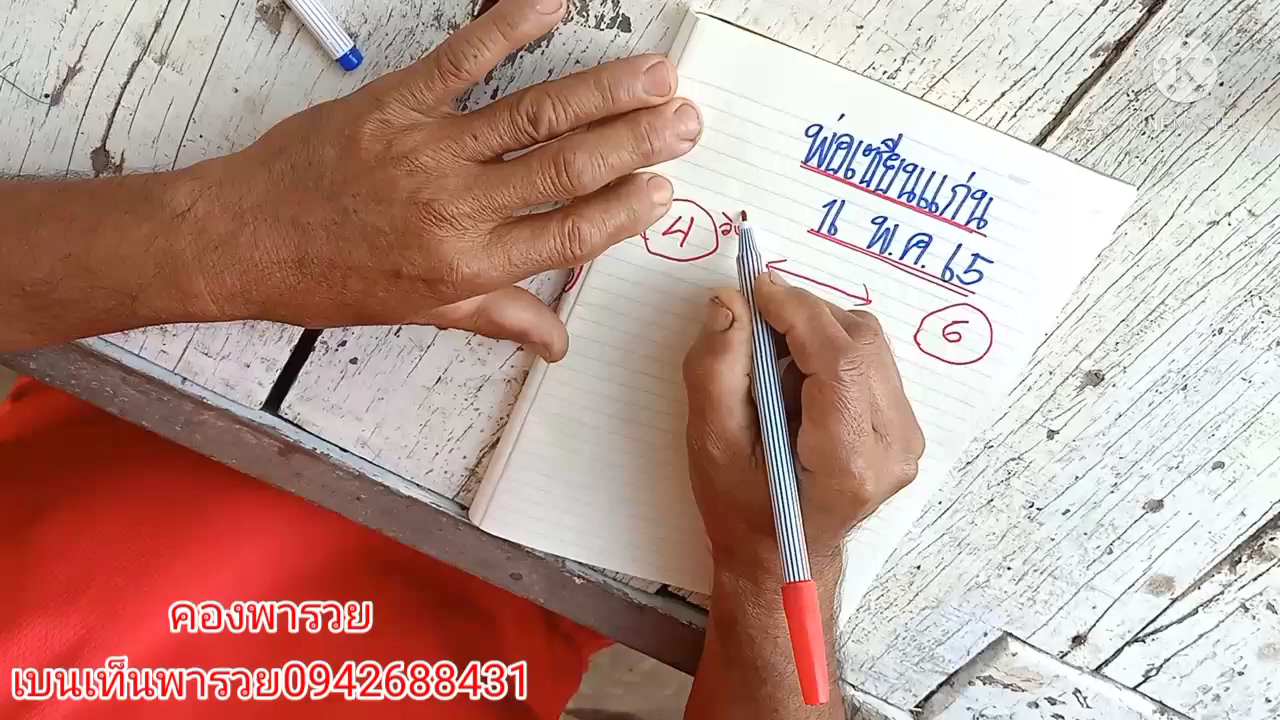 พ่อเซียนแก่น
1 พ.ค. 65
4
6
คองพารวย
เบนเท็นพารวย0942688431